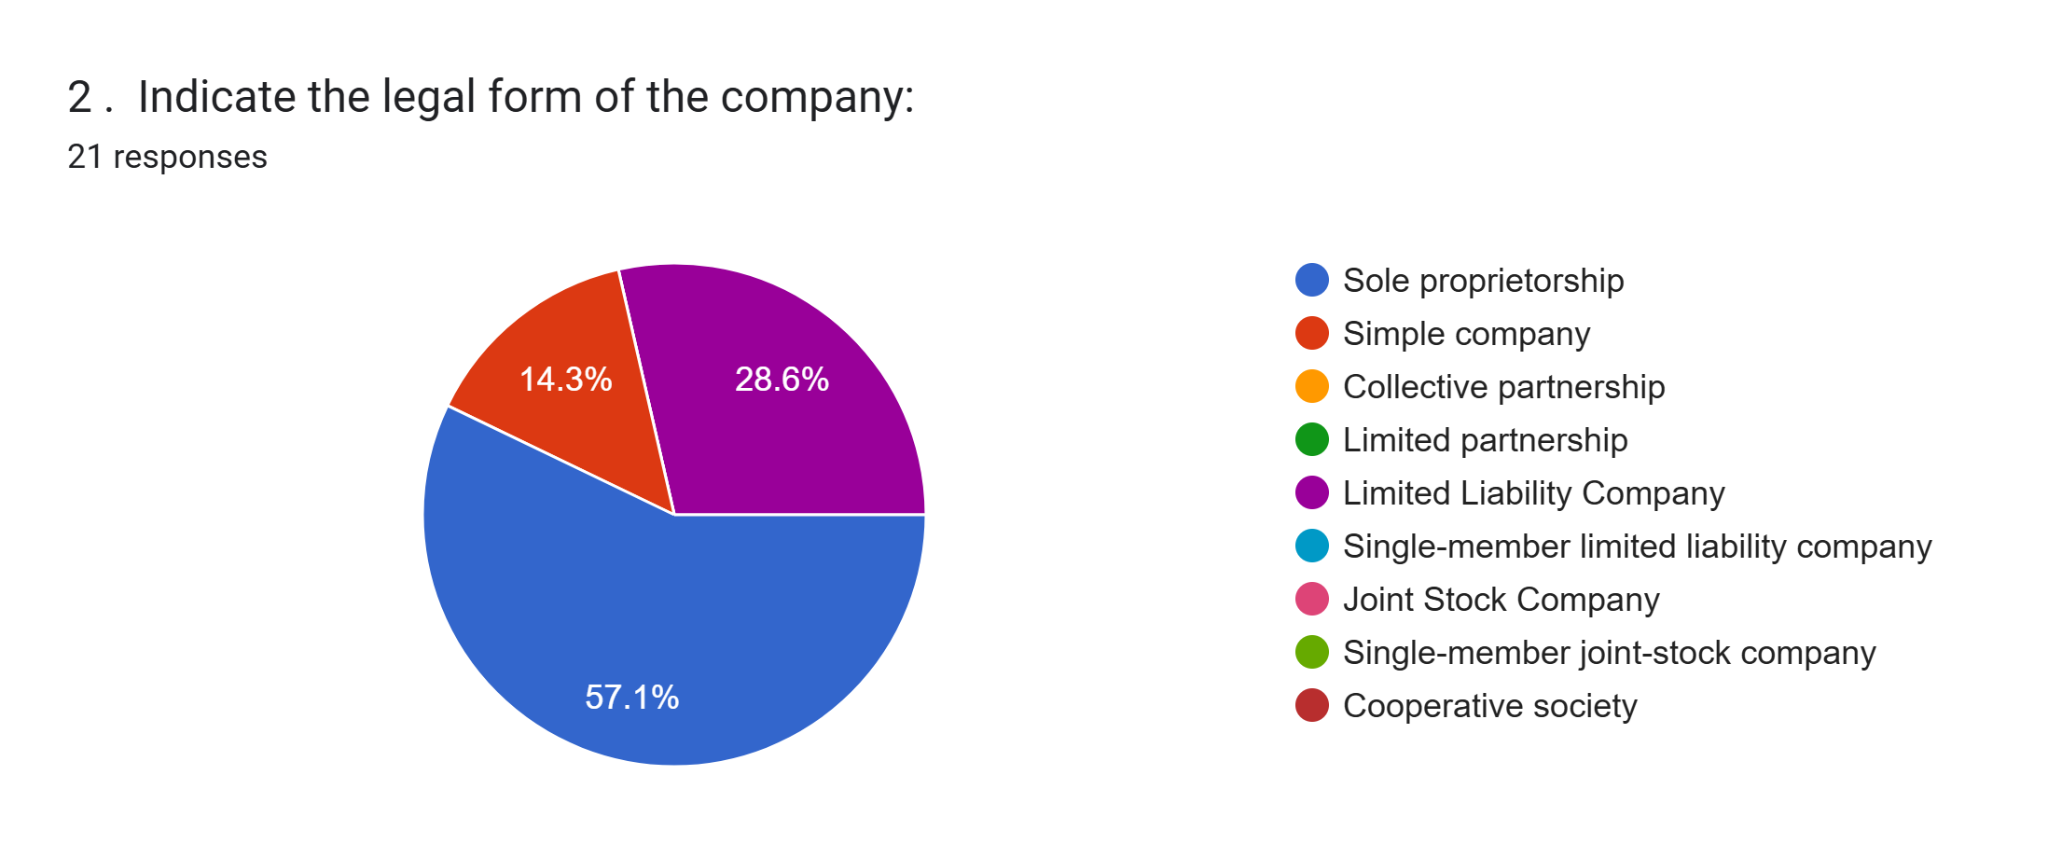 2 .  Indicate the legal form of the company:
21 responses
14.3%
28.6%
57.1%
Sole proprietorship
Simple company
Collective partnership
Limited partnership
Limited Liability Company
Single-member limited liability company
Joint Stock Company
Single-member joint-stock company
Cooperative society